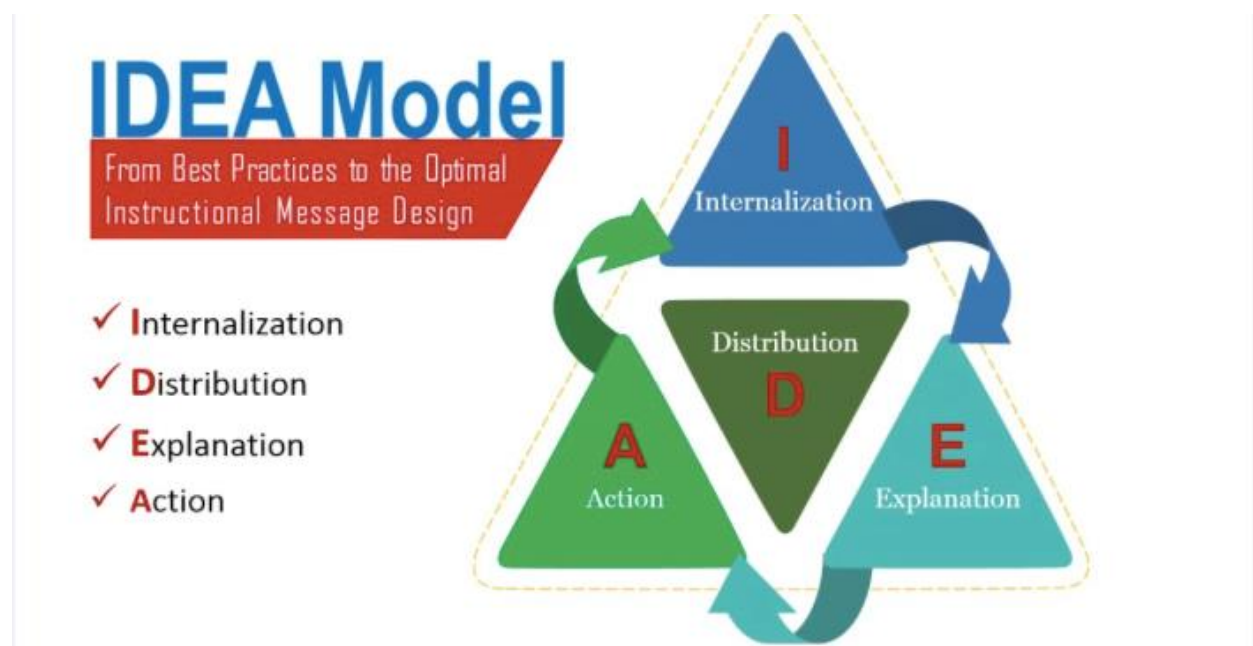 IDEA Model
From Best Practices to the Optimal
Instructional Message Design
✓ Internalization
✓ Distribution
✓ Explanation
✓ Action
I
Internalization
Distribution
D
A
Action
E
Explanation